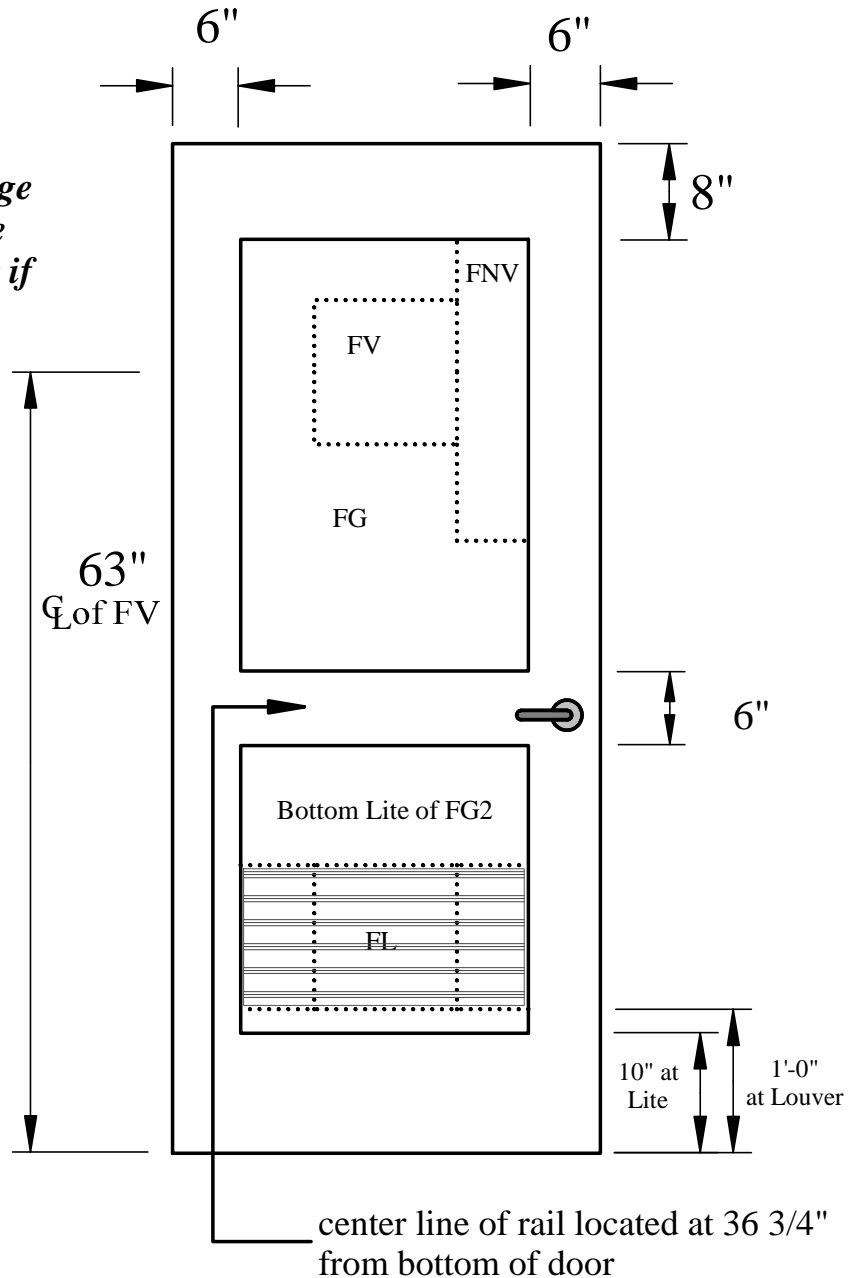 6"
6"
8"
if
FNV
FV
FG
63"
℄ of FV
6"
Bottom Lite of FG2
FL
10" at
Lite
1'-0"
at Louver
center line of rail located at 36 3/4"
from bottom of door